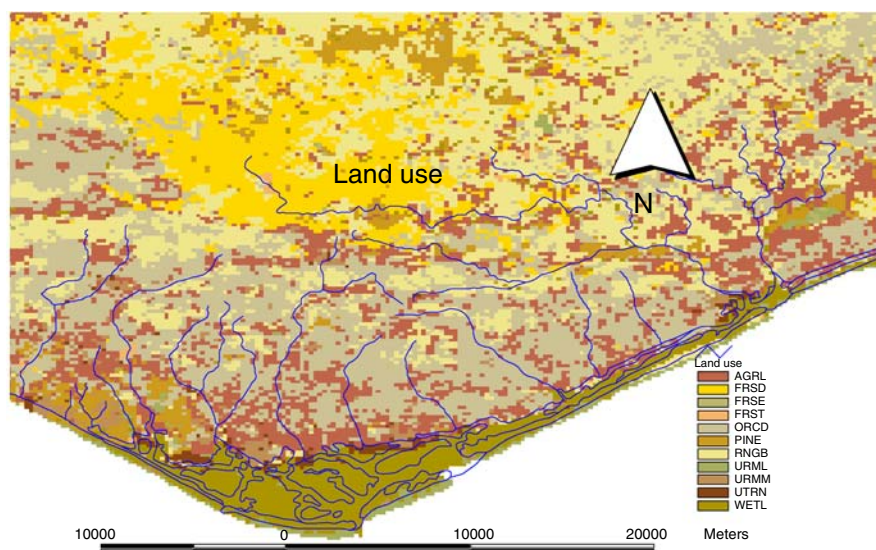 Land use
N
Land use
AGRL
FRSD
FRSE
FRST
ORCD
PINE
RNGB
URML
URMM
UTRN
WETL
10000 0 10000 20000 Meters